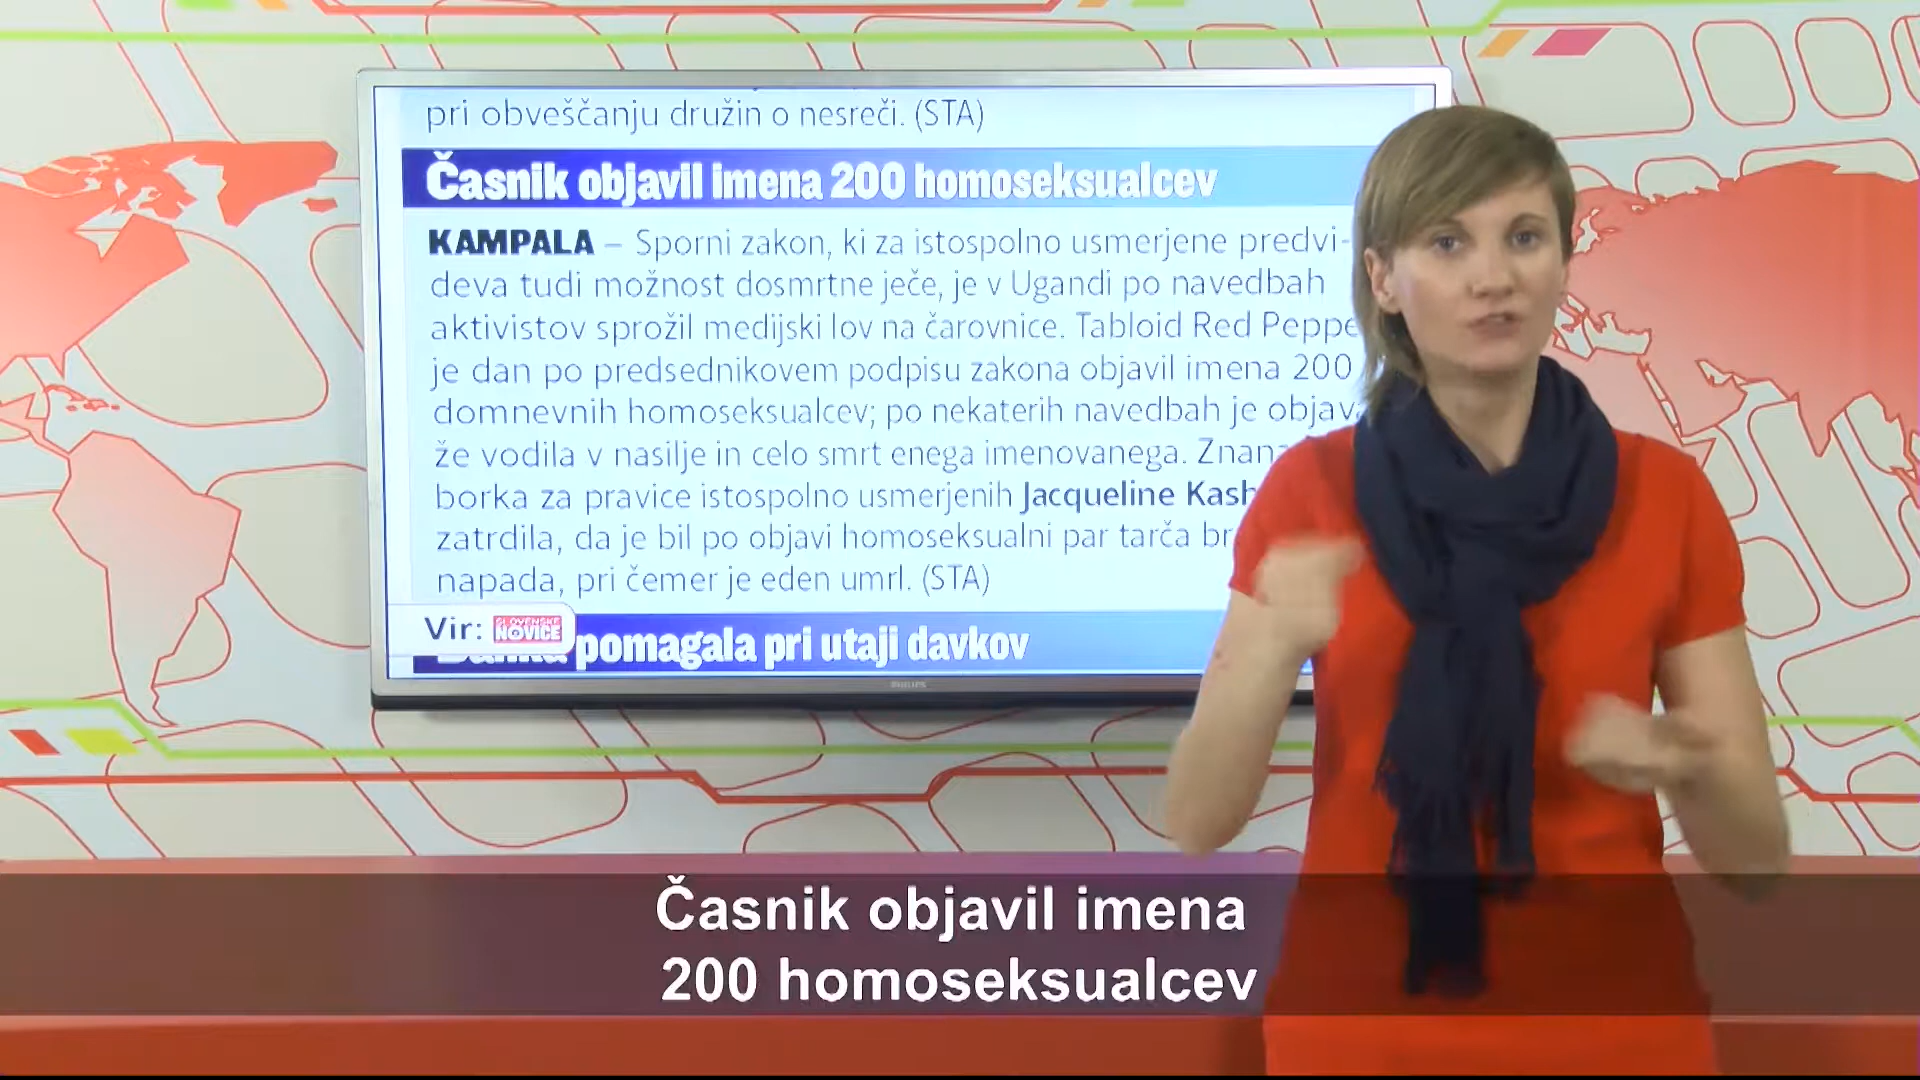 pri obveščanju družin o nesreči. (STA)
Časnik objavil imena 200 homoseksualcev
KAMPALA – Sporni zakon, ki za istospolno usmerjene predvi-
deva tudi možnost dosmrtne ječe, je v Ugandi po navedbah
aktivistov sprožil medijski lov na čarovnice. Tabloid Red Peppe
je dan po predsednikovem podpisu zakona objavil imena 200
domnevnih homoseksualcev; po nekaterih navedbah je objava
že vodila v nasilje in celo smrt enega imenovanega. Znana
borka za pravice istospolno usmerjenih Jacqueline Kash
zatrdila, da je bil po objavi homoseksualni par tarča br
napada, pri čemer je eden umrl. (STA)
Vir: SLOVENSKE NOVICE
pomagala pri utaji davkov
PHILIPS
Časnik objavil imena
200 homoseksualcev